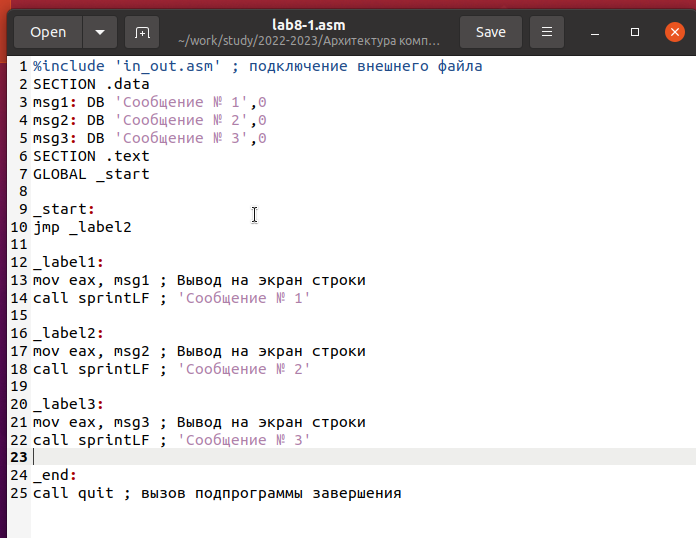 Open
lab8-1.asm
~/work/study/2022-2023/Архитектура комп...
Save
1 %include 'in_out.asm' ; подключение внешнего файла
2 SECTION .data
3 msg1: DB 'Сообщение № 1',0
4 msg2: DB 'Сообщение № 2',0
5 msg3: DB 'Сообщение № 3',0
6 SECTION .text
7 GLOBAL _start
8
9 _start:
10 jmp _label2
11
12 _label1:
13 mov eax, msg1 ; Вывод на экран строки
14 call sprintLF ; 'Сообщение № 1'
15
16 _label2:
17 mov eax, msg2 ; Вывод на экран строки
18 call sprintLF ; 'Сообщение № 2'
19
20 _label3:
21 mov eax, msg3 ; Вывод на экран строки
22 call sprintLF ; 'Сообщение № 3'
23
24 _end:
25 call quit ; вызов подпрограммы завершения